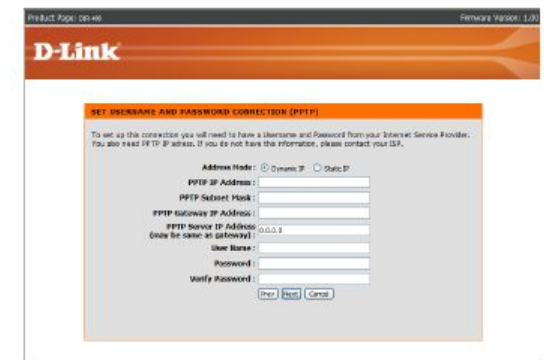 Product Page: DIR-400
Firmware Version: 1.00
D-Link
SET USERNAME AND PASSWORD CONNECTION (PPTP)
To set up this connection you will need to have a Username and Password from your Internet Service Provider.
You also need PPTP IP adress. If you do not have this information, please contact your ISP.
Address Mode : Dynamic IP Static IP
PPTP IP Address :
PPTP Subnet Mask :
PPTP Gateway IP Address :
PPTP Server IP Address
(may be same as gateway) : 0.0.0.0
User Name :
Password :
Verify Password :
Prev Next Cancel